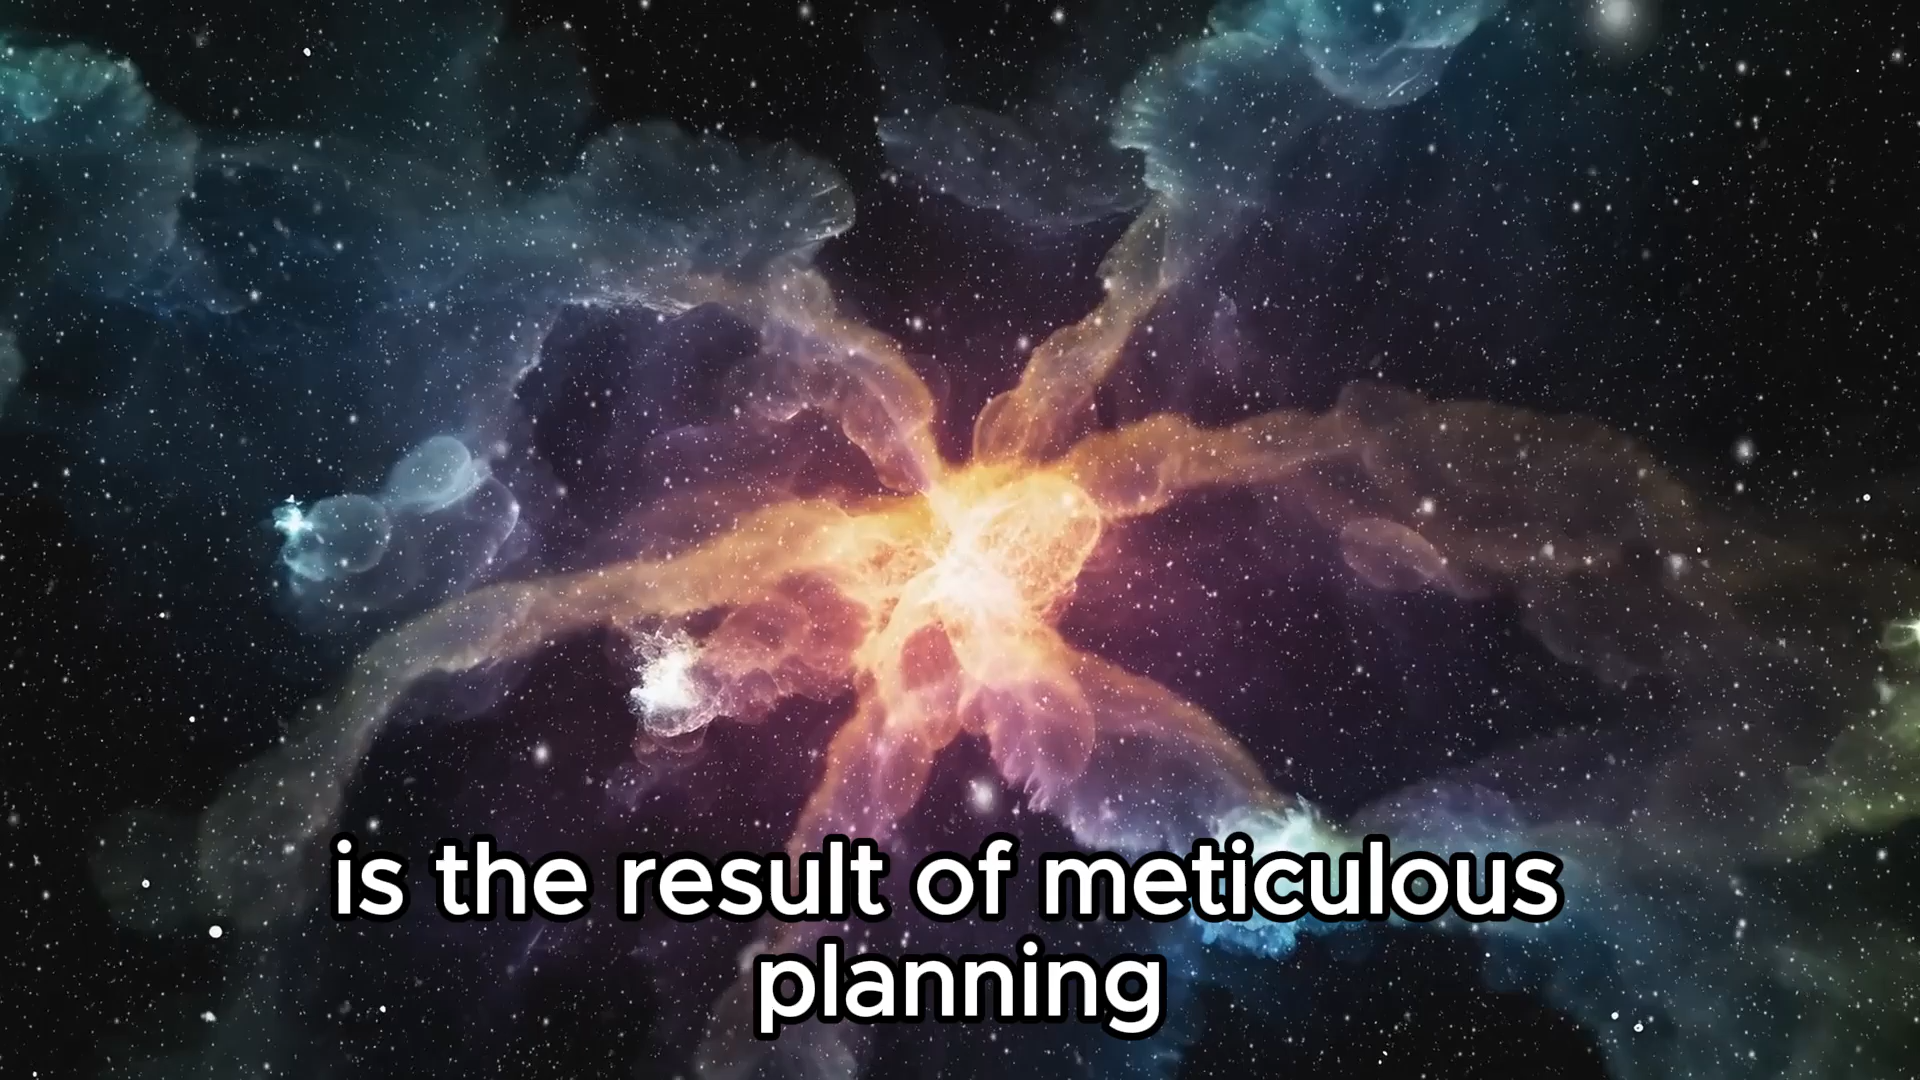 is the result of meticulous
planning